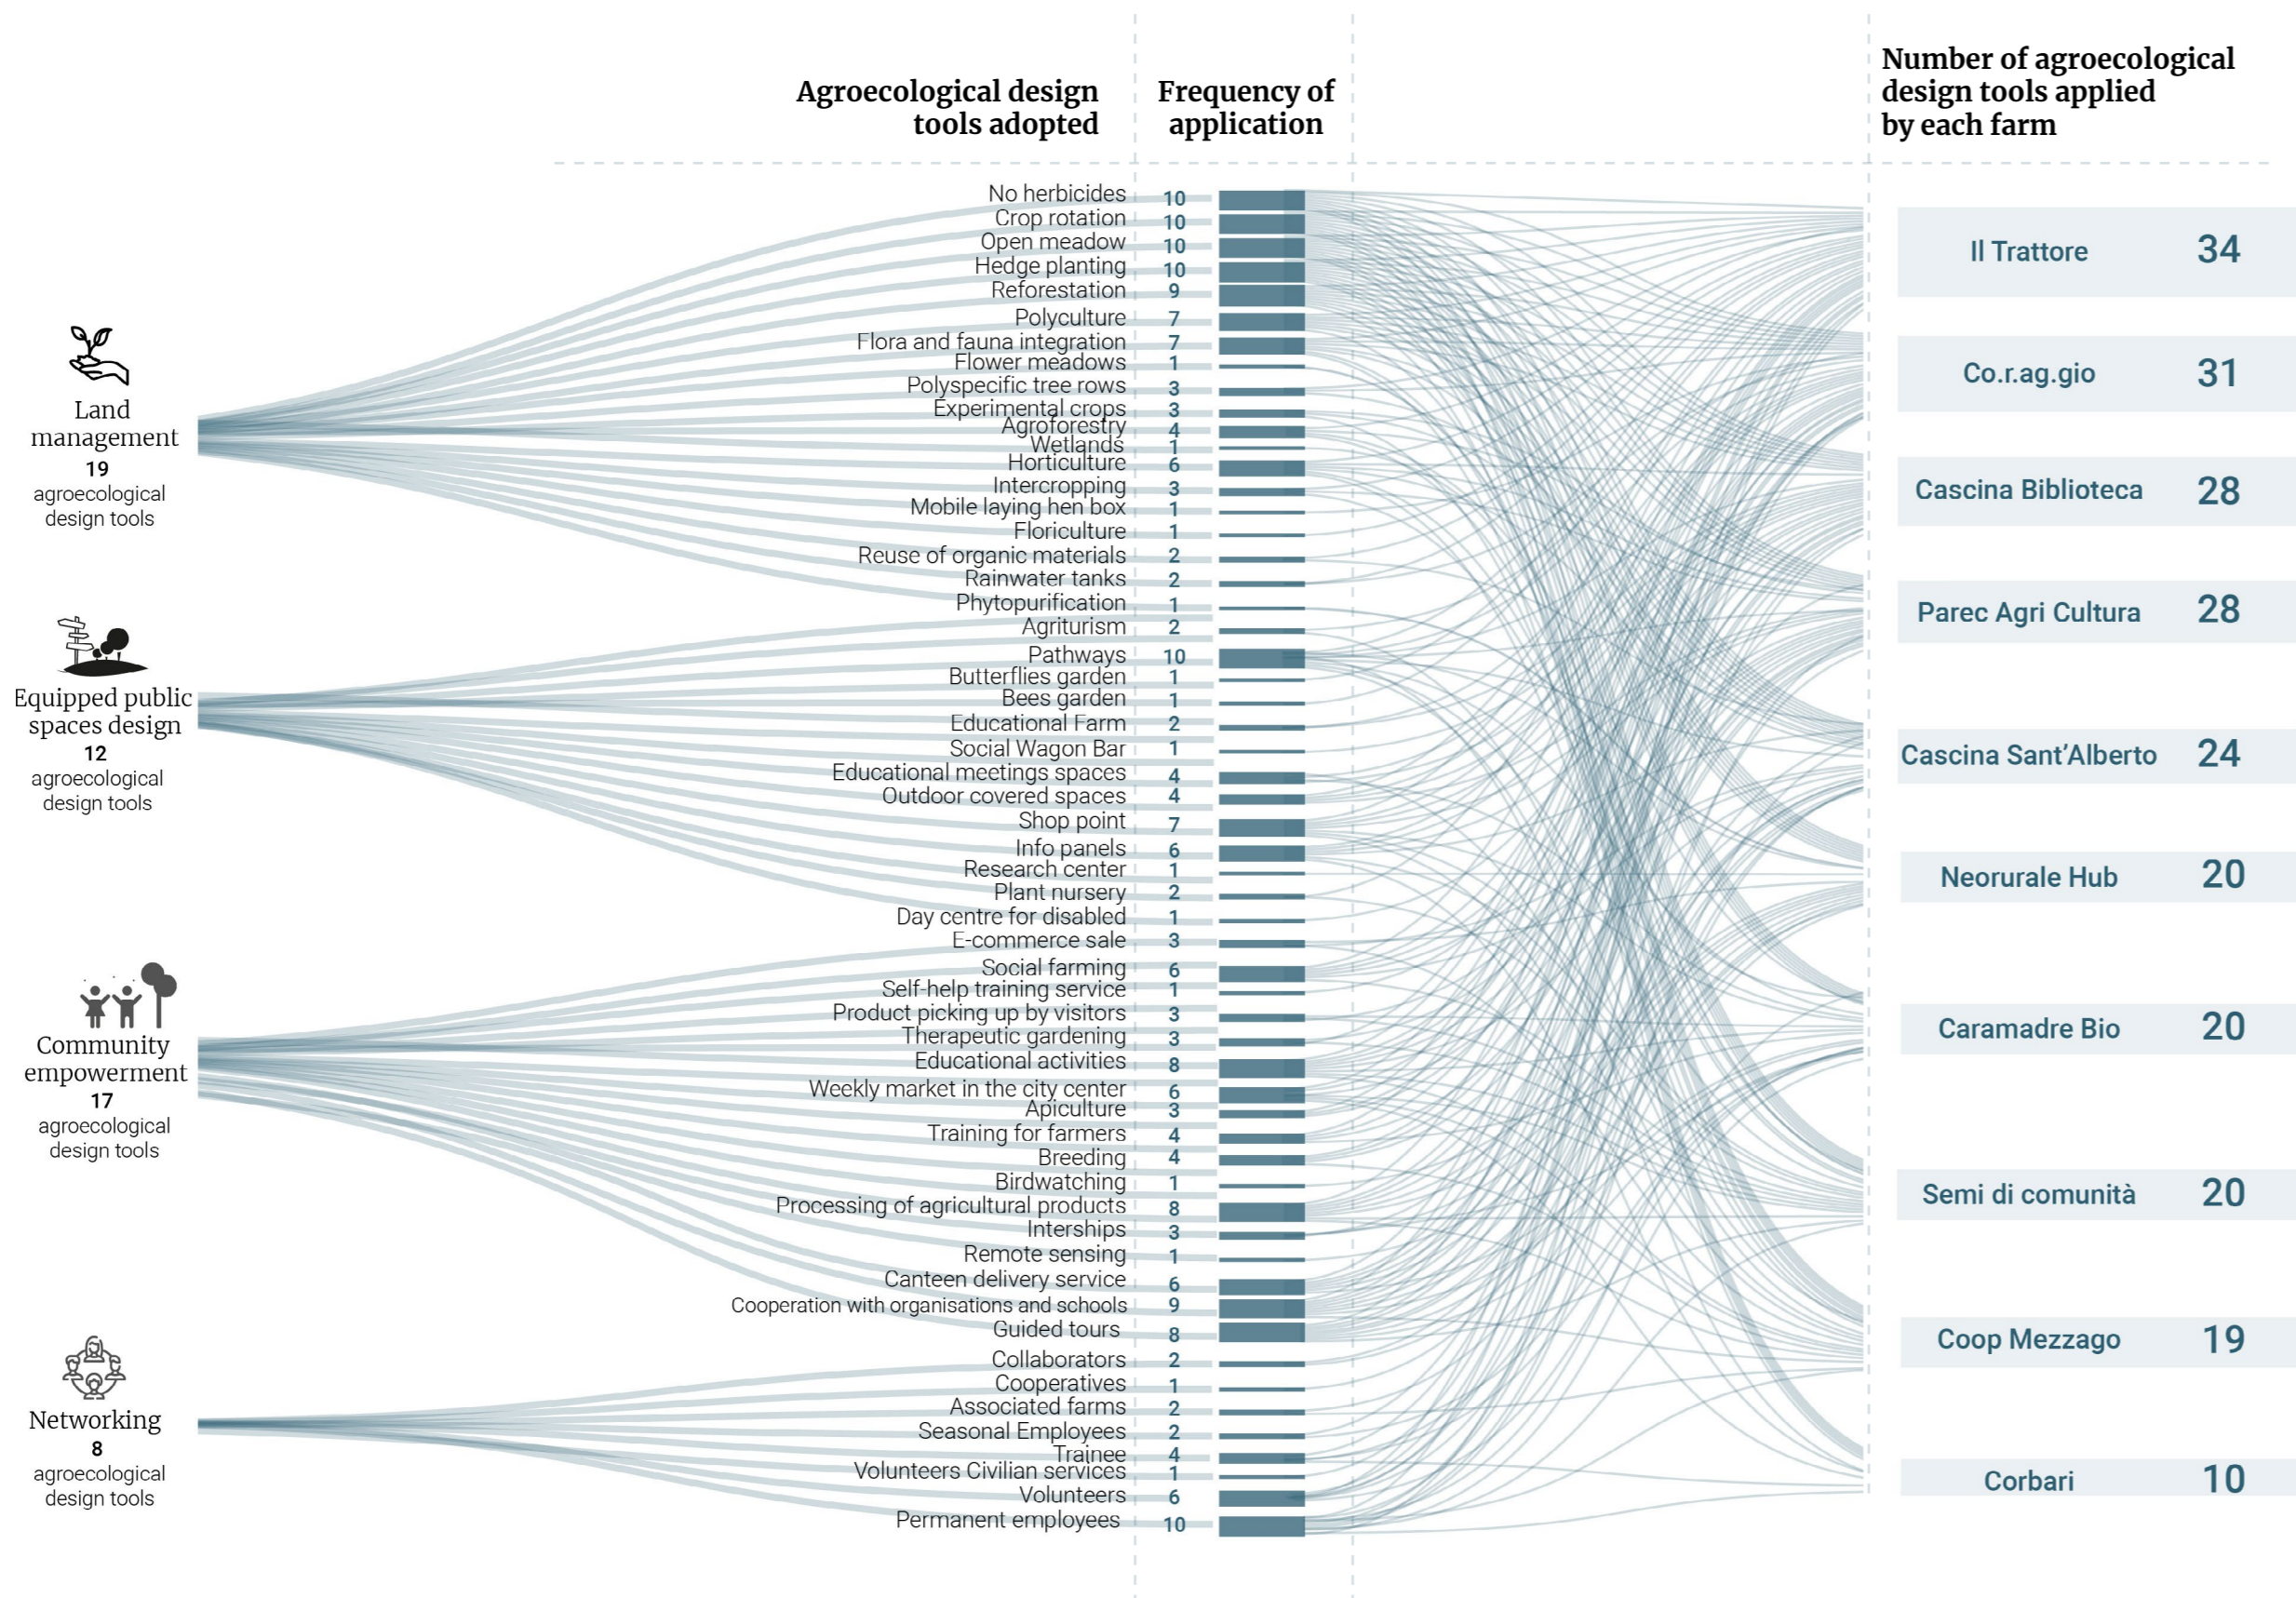 Agroecological design
tools adopted
Frequency of
application
Number of agroecological
design tools applied
by each farm
Land
management
19
agroecological
design tools
Equipped public
spaces design
12
agroecological
design tools
Community
empowerment
17
agroecological
design tools
Networking
8
agroecological
design tools
No herbicides 10
Crop rotation 10
Open meadow 10
Hedge planting 10
Reforestation 9
Polyculture 7
Flora and fauna integration 7
Flower meadows 1
Polyspecific tree rows 3
Experimental crops 3
Agroforestry 4
Wetlands 1
Horticulture 6
Intercropping 3
Mobile laying hen box 1
Floriculture 1
Reuse of organic materials 2
Rainwater tanks 2
Phytopurification 1
Agriturism 2
Pathways 10
Butterflies garden 1
Bees garden 1
Educational Farm 2
Social Wagon Bar 1
Educational meetings spaces 4
Outdoor covered spaces 4
Shop point 7
Info panels 6
Research center 1
Plant nursery 2
Day centre for disabled 1
E-commerce sale 3
Social farming 6
Self-help training service 1
Product picking up by visitors 3
Therapeutic gardening 3
Educational activities 8
Weekly market in the city center 6
Apiculture 3
Training for farmers 4
Breeding 4
Birdwatching 1
Processing of agricultural products 8
Interships 3
Remote sensing 1
Canteen delivery service 6
Cooperation with organisations and schools 9
Guided tours 8
Collaborators 2
Cooperatives 1
Associated farms 2
Seasonal Employees 2
Trainee 4
Volunteers Civilian services 1
Volunteers 6
Permanent employees 10
Il Trattore 34
Co.r.ag.gio 31
Cascina Biblioteca 28
Parec Agri Cultura 28
Cascina Sant’Alberto 24
Neorurale Hub 20
Caramadre Bio 20
Semi di comunità 20
Coop Mezzago 19
Corbari 10